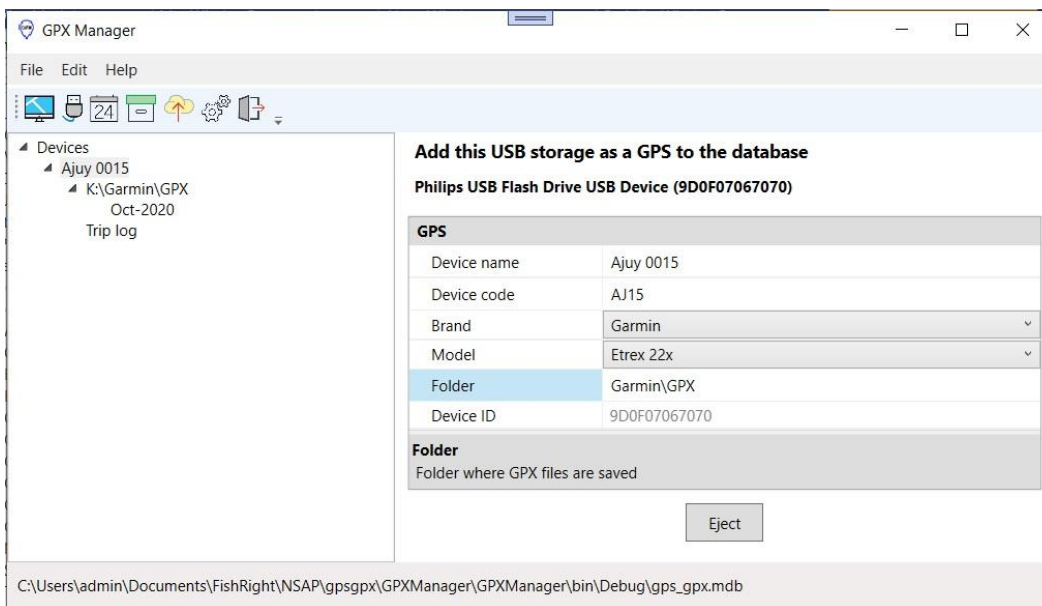 GPX Manager
File Edit Help
24
Devices
Ajuy 0015
K:\Garmin\GPX
Oct-2020
Trip log
Add this USB storage as a GPS to the database
Philips USB Flash Drive USB Device (9D0F07067070)
GPS
Device name Ajuy 0015
Device code AJ15
Brand Garmin
Model Etrex 22x
Folder Garmin\GPX
Device ID 9D0F07067070
Folder
Folder where GPX files are saved
Eject
C:\Users\admin\Documents\FishRight\NSAP\gpsgpx\GPXManager\GPXManager\bin\Debug\gps_gpx.mdb